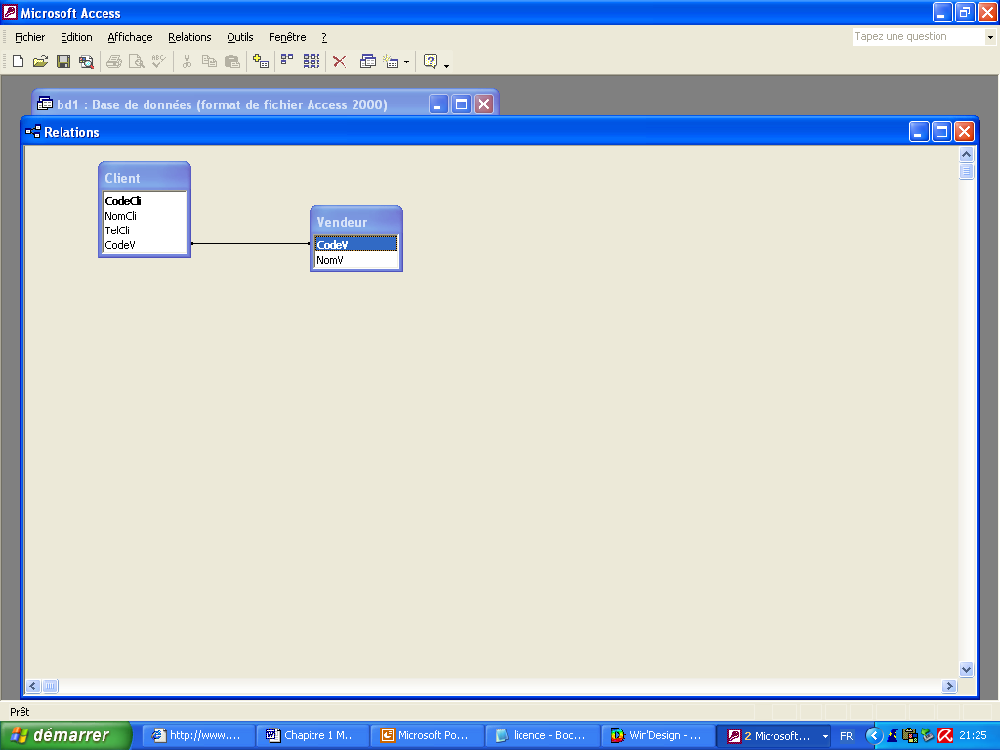 Microsoft Access
Fichier Edition Affichage Relations Outils Fenêtre ? Tapez une question
bd1 : Base de données (format de fichier Access 2000)
Relations
Client
CodeCli
NomCli
TelCli
CodeV
Vendeur
CodeV
NomV
Prêt
démarrer http://www.... Chapitre 1 M... Microsoft Po... licence - Bloc... Win'Design - ... 2 Microsoft... FR 21:25